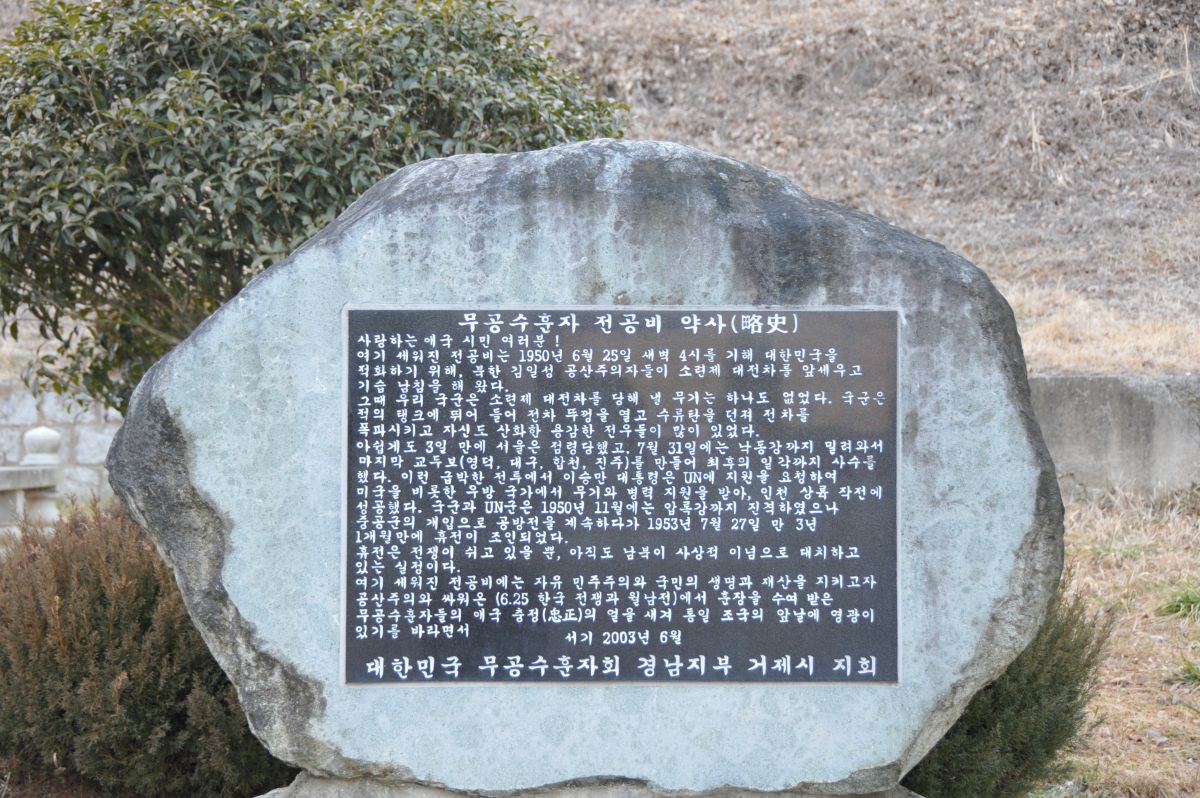 무공수훈자 전공비 약사(略史)
사랑하는 애국 시민 여러분 !
여기 세워진 전공비는 1950년 6월 25일 새벽 4시를 기해 대한민국을
적화하기 위해, 북한 김일성 공산주의자들이 소련제 대전차를 앞세우고
기습 남침을 해 왔다.
그때 우리 국군은 소련제 대전차를 당해 낼 무기는 하나도 없었다. 국군은
적의 탱크에 뛰어 들어 전차 뚜껑을 열고 수류탄을 던져 전차를
폭파시키고 자신도 산화한 용감한 전우들이 많이 있었다.
아쉽게도 3일 만에 서울은 점령당했고, 7월 31일에는 낙동강까지 밀려와서
마지막 교두보(영덕, 대구, 합천, 진주)를 만들어 최후의 일각까지 사수를
했다. 이런 급박한 전투에서 이승만 대통령은 UN에 지원을 요청하여
미국을 비롯한 우방 국가에서 무기와 병력 지원을 받아, 인천 상륙 작전에
성공했다. 국군과 UN군은 1950년 11월에는 압록강까지 진격하였으나
중공군의 개입으로 공방전을 계속하다가 1953년 7월 27일 만 3년
1개월만에 휴전이 조인되었다.
휴전은 전쟁이 쉬고 있을 뿐, 아직도 남북이 사상적 이념으로 대치하고
있는 실정이다.
여기 세워진 전공비에는 자유 민주주의와 국민의 생명과 재산을 지키고자
공산주의와 싸워온 (6.25 한국 전쟁과 월남전)에서 훈장을 수여 받은
무공수훈자들의 애국 충정(忠正)의 얼을 새겨 통일 조국의 앞날에 영광이
있기를 바라면서 서기 2003년 6월
대한민국 무공수훈자회 경남지부 거제시 지회